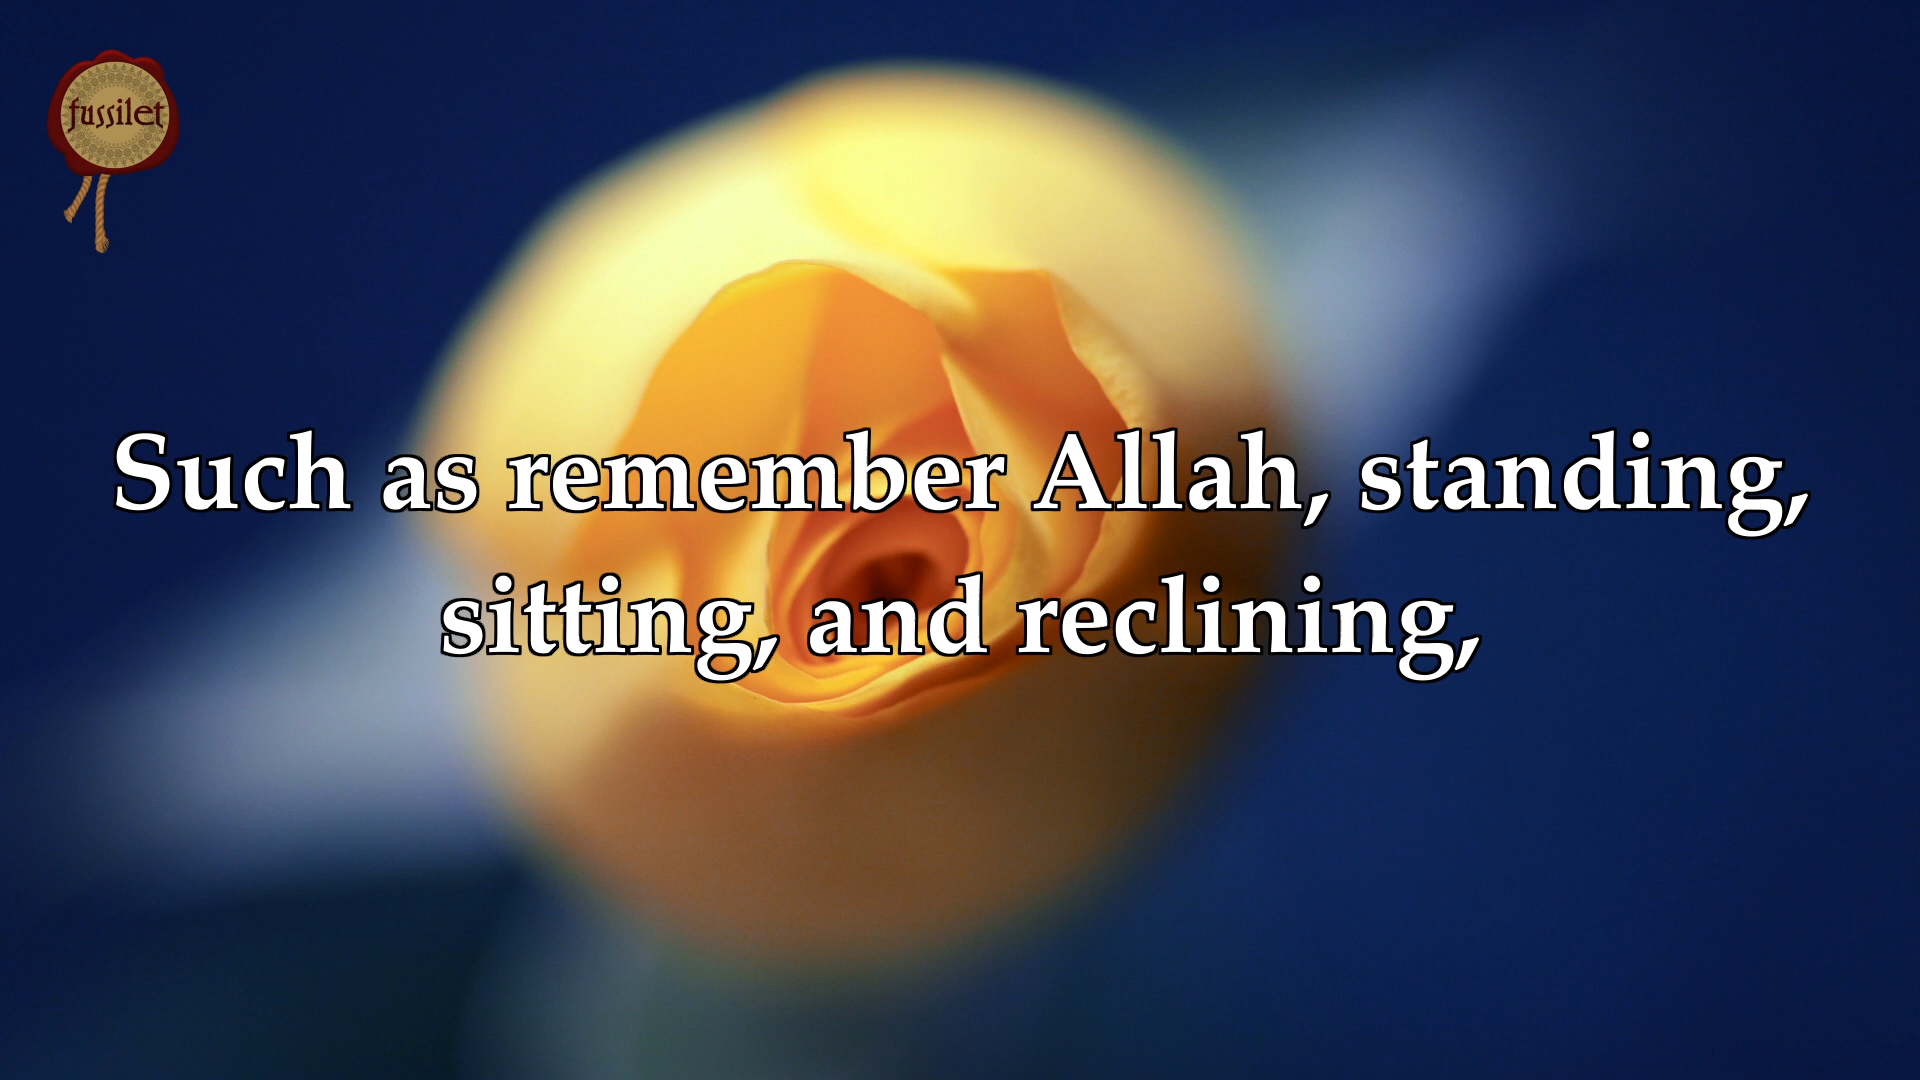 fussilet
Such as remember Allah, standing,
sitting, and reclining,